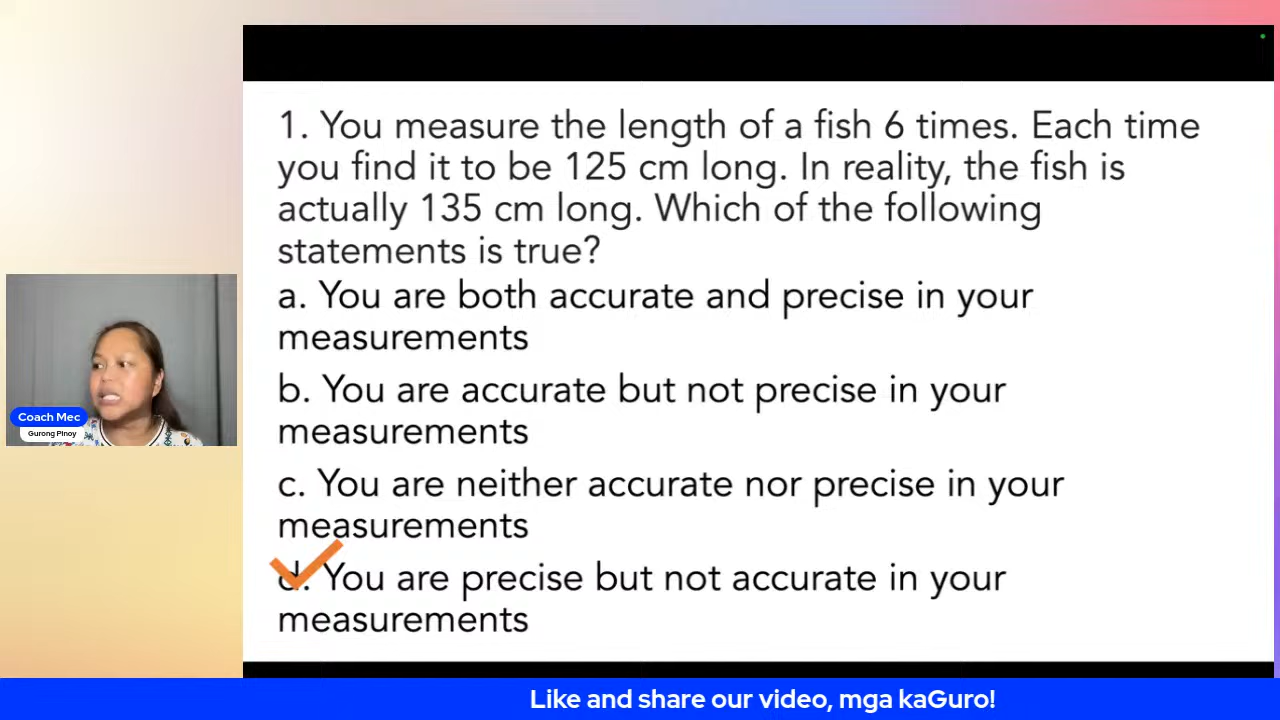 1. You measure the length of a fish 6 times. Each time
you find it to be 125 cm long. In reality, the fish is
actually 135 cm long. Which of the following
statements is true?
a. You are both accurate and precise in your
measurements
b. You are accurate but not precise in your
measurements
c. You are neither accurate nor precise in your
measurements
d. You are precise but not accurate in your
measurements
Coach Mec
Gurong Pinoy
Like and share our video, mga kaGuro!